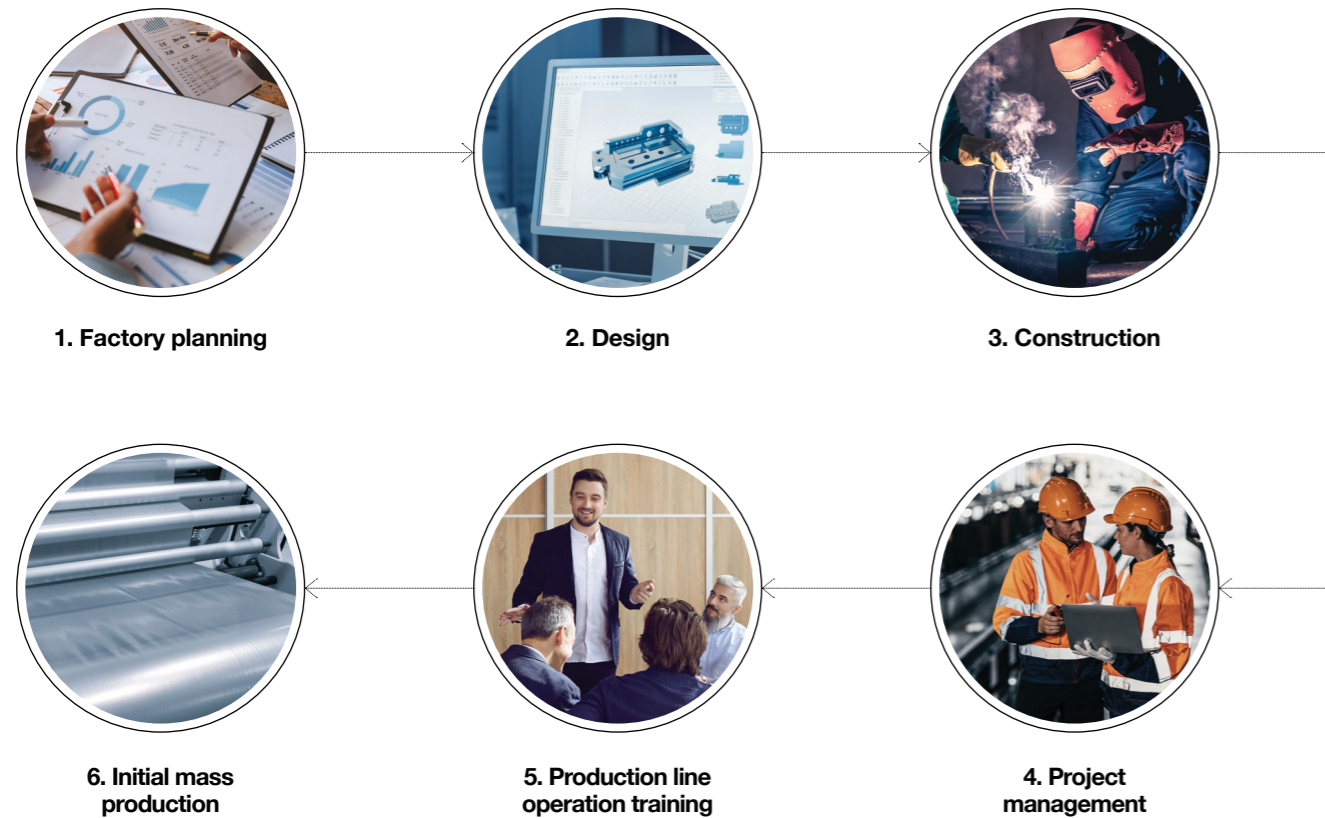 1. Factory planning
2. Design
3. Construction
4. Project
management
5. Production line
operation training
6. Initial mass
production